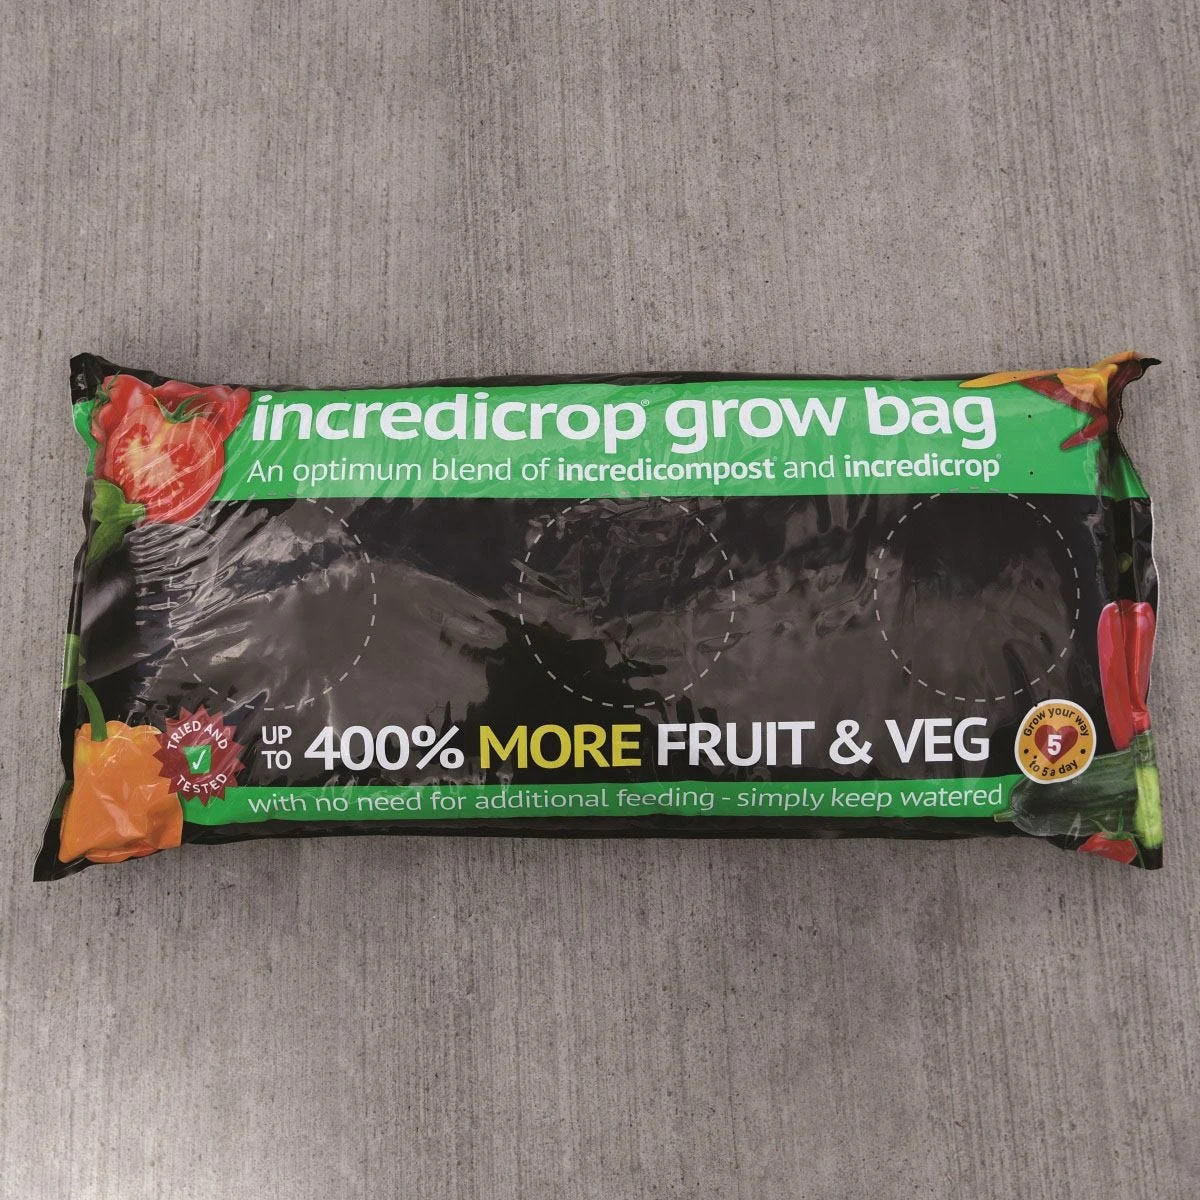 incredicrop® grow bag
An optimum blend of incredicompost® and incredicrop®
TRIED AND
TESTED
UP
TO 400% MORE FRUIT & VEG
Grow your way
5
to 5 a day
with no need for additional feeding - simply keep watered